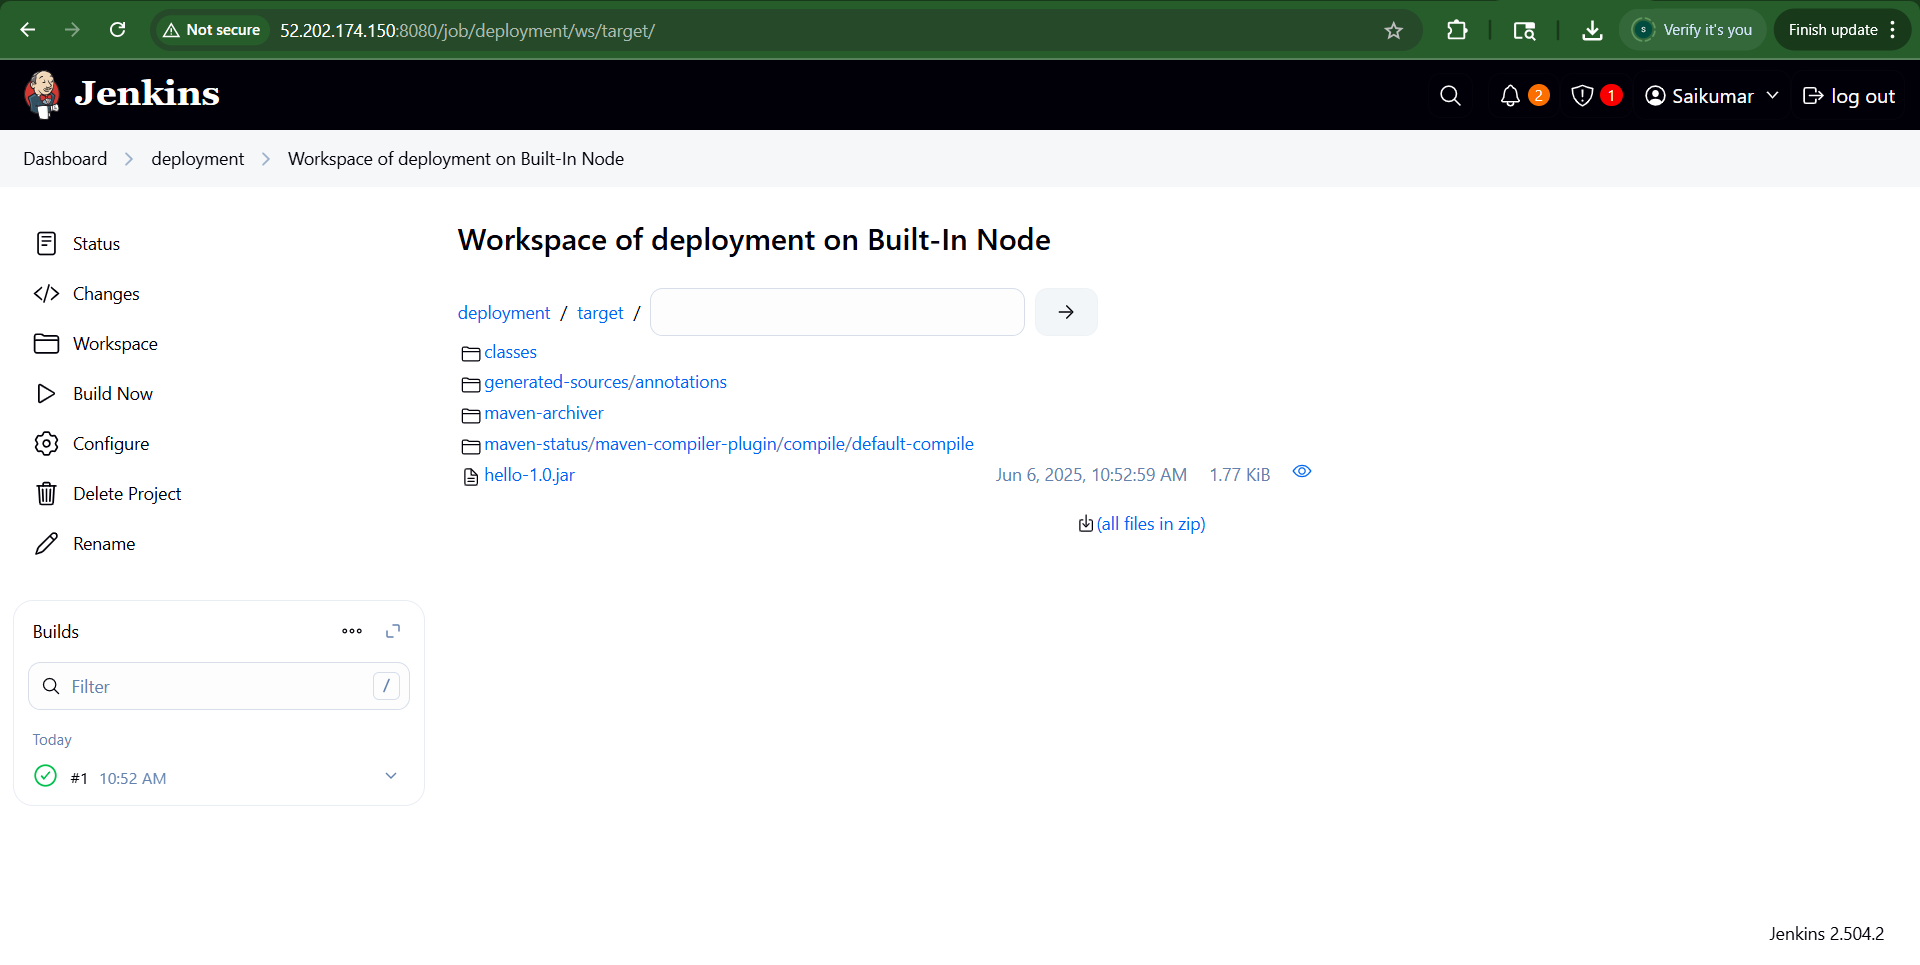 Not secure 52.202.174.150:8080/job/deployment/ws/target/ Verify it's you Finish update
Jenkins 2 1 Saikumar log out
Dashboard deployment Workspace of deployment on Built-In Node
Status
Changes
Workspace
Build Now
Configure
Delete Project
Rename
Builds
Filter /
Today
#1 10:52 AM
Workspace of deployment on Built-In Node
deployment / target /
classes
generated-sources/annotations
maven-archiver
maven-status/maven-compiler-plugin/compile/default-compile
hello-1.0.jar Jun 6, 2025, 10:52:59 AM 1.77 KiB
(all files in zip)
Jenkins 2.504.2